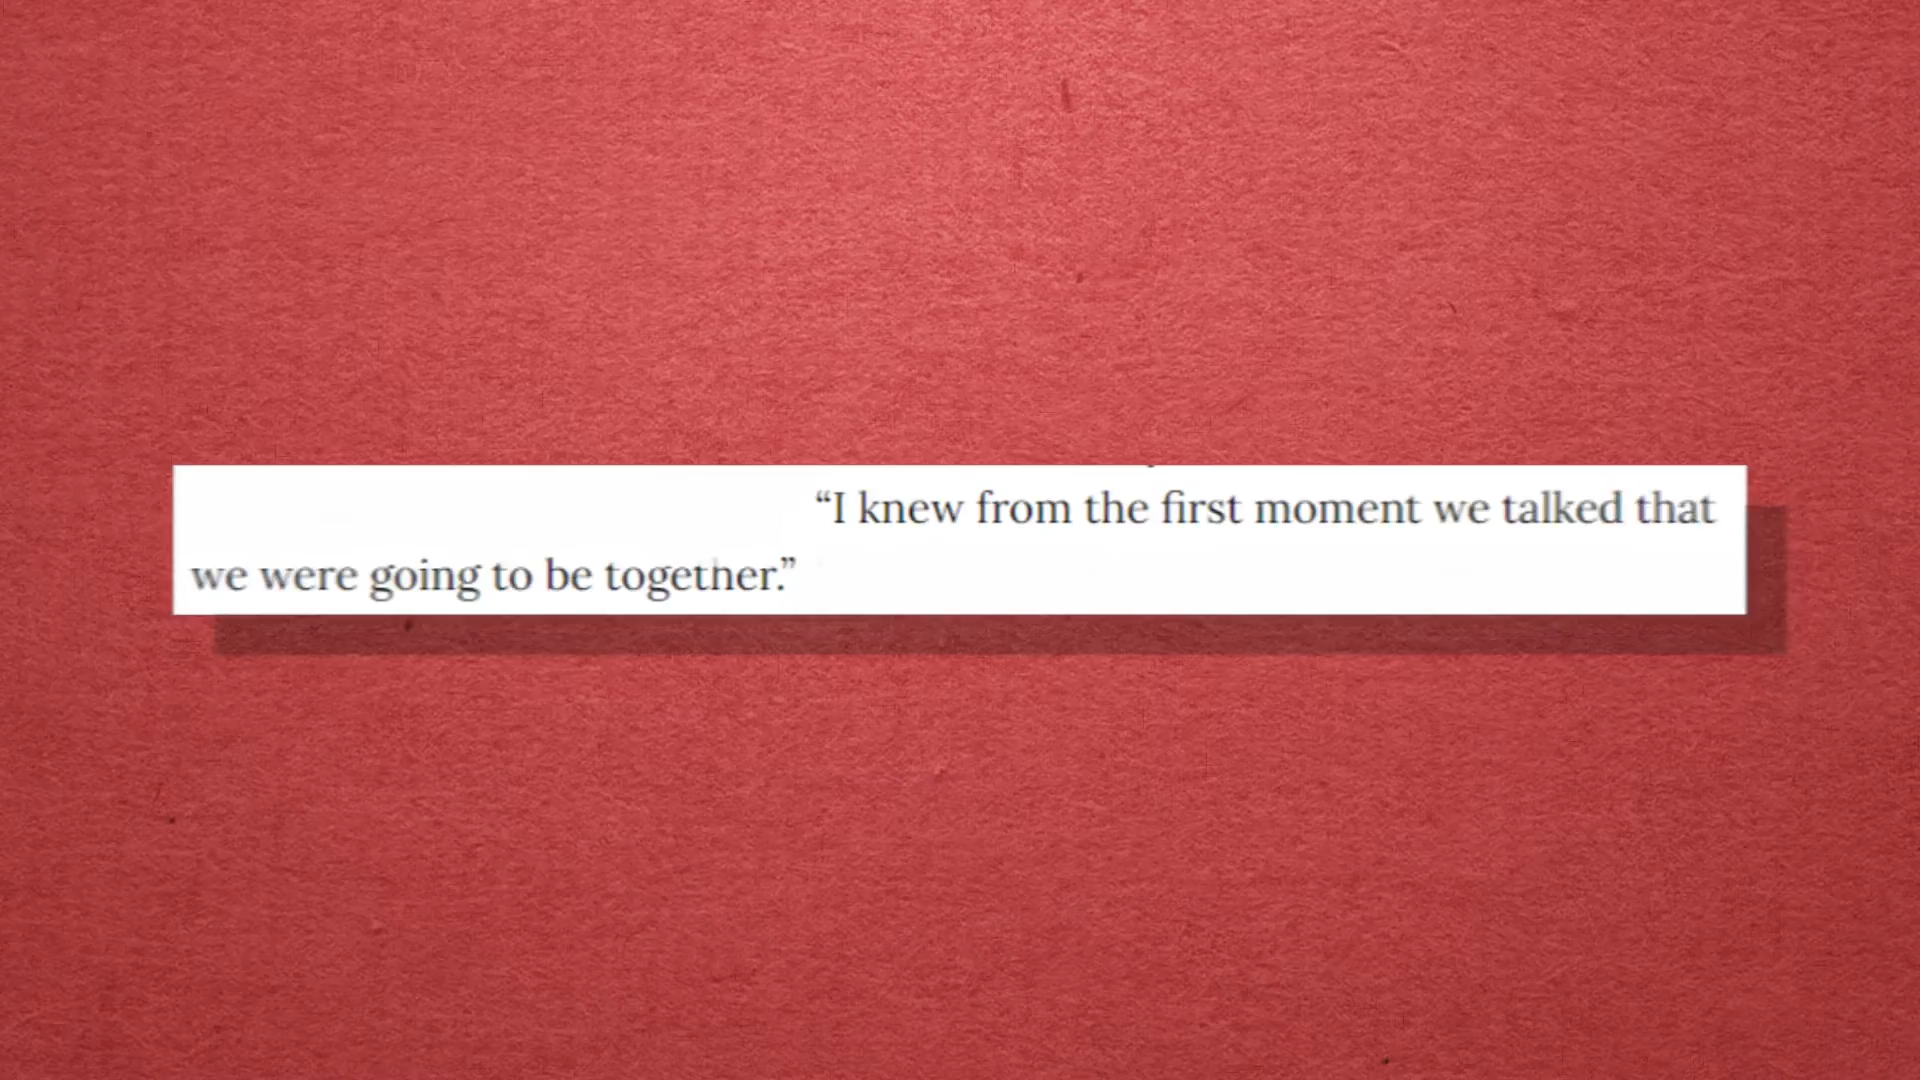 “I knew from the first moment we talked that
we were going to be together.”